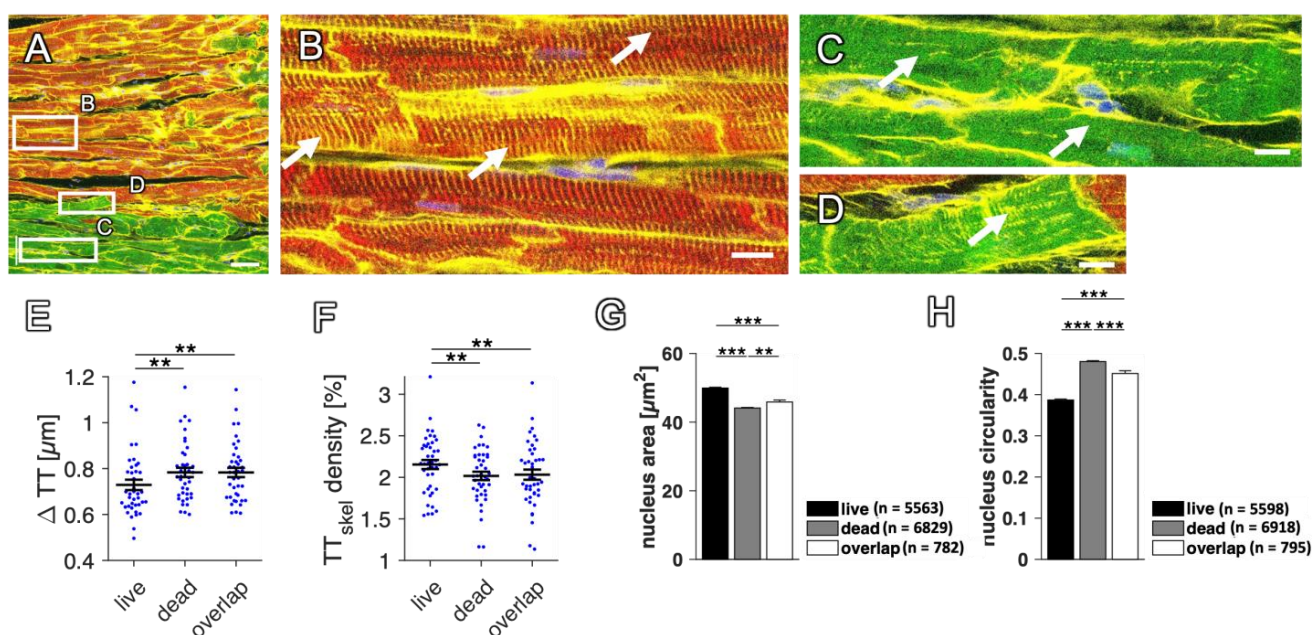 A
B
D
C
B
C
D
E
**
**
1.2
1
0.8
0.6
0.4
Δ TT [µm]
live
dead
overlap
F
**
**
3
2.5
2
1.5
1
TTskel density [%]
live
dead
overlap
G
***
*** **
60
40
20
0
nucleus area [µm²]
live (n = 5563)
dead (n = 6829)
overlap (n = 782)
H
***
*** ***
0.5
0.4
0.3
0.2
0.1
0
nucleus circularity
live (n = 5598)
dead (n = 6918)
overlap (n = 795)